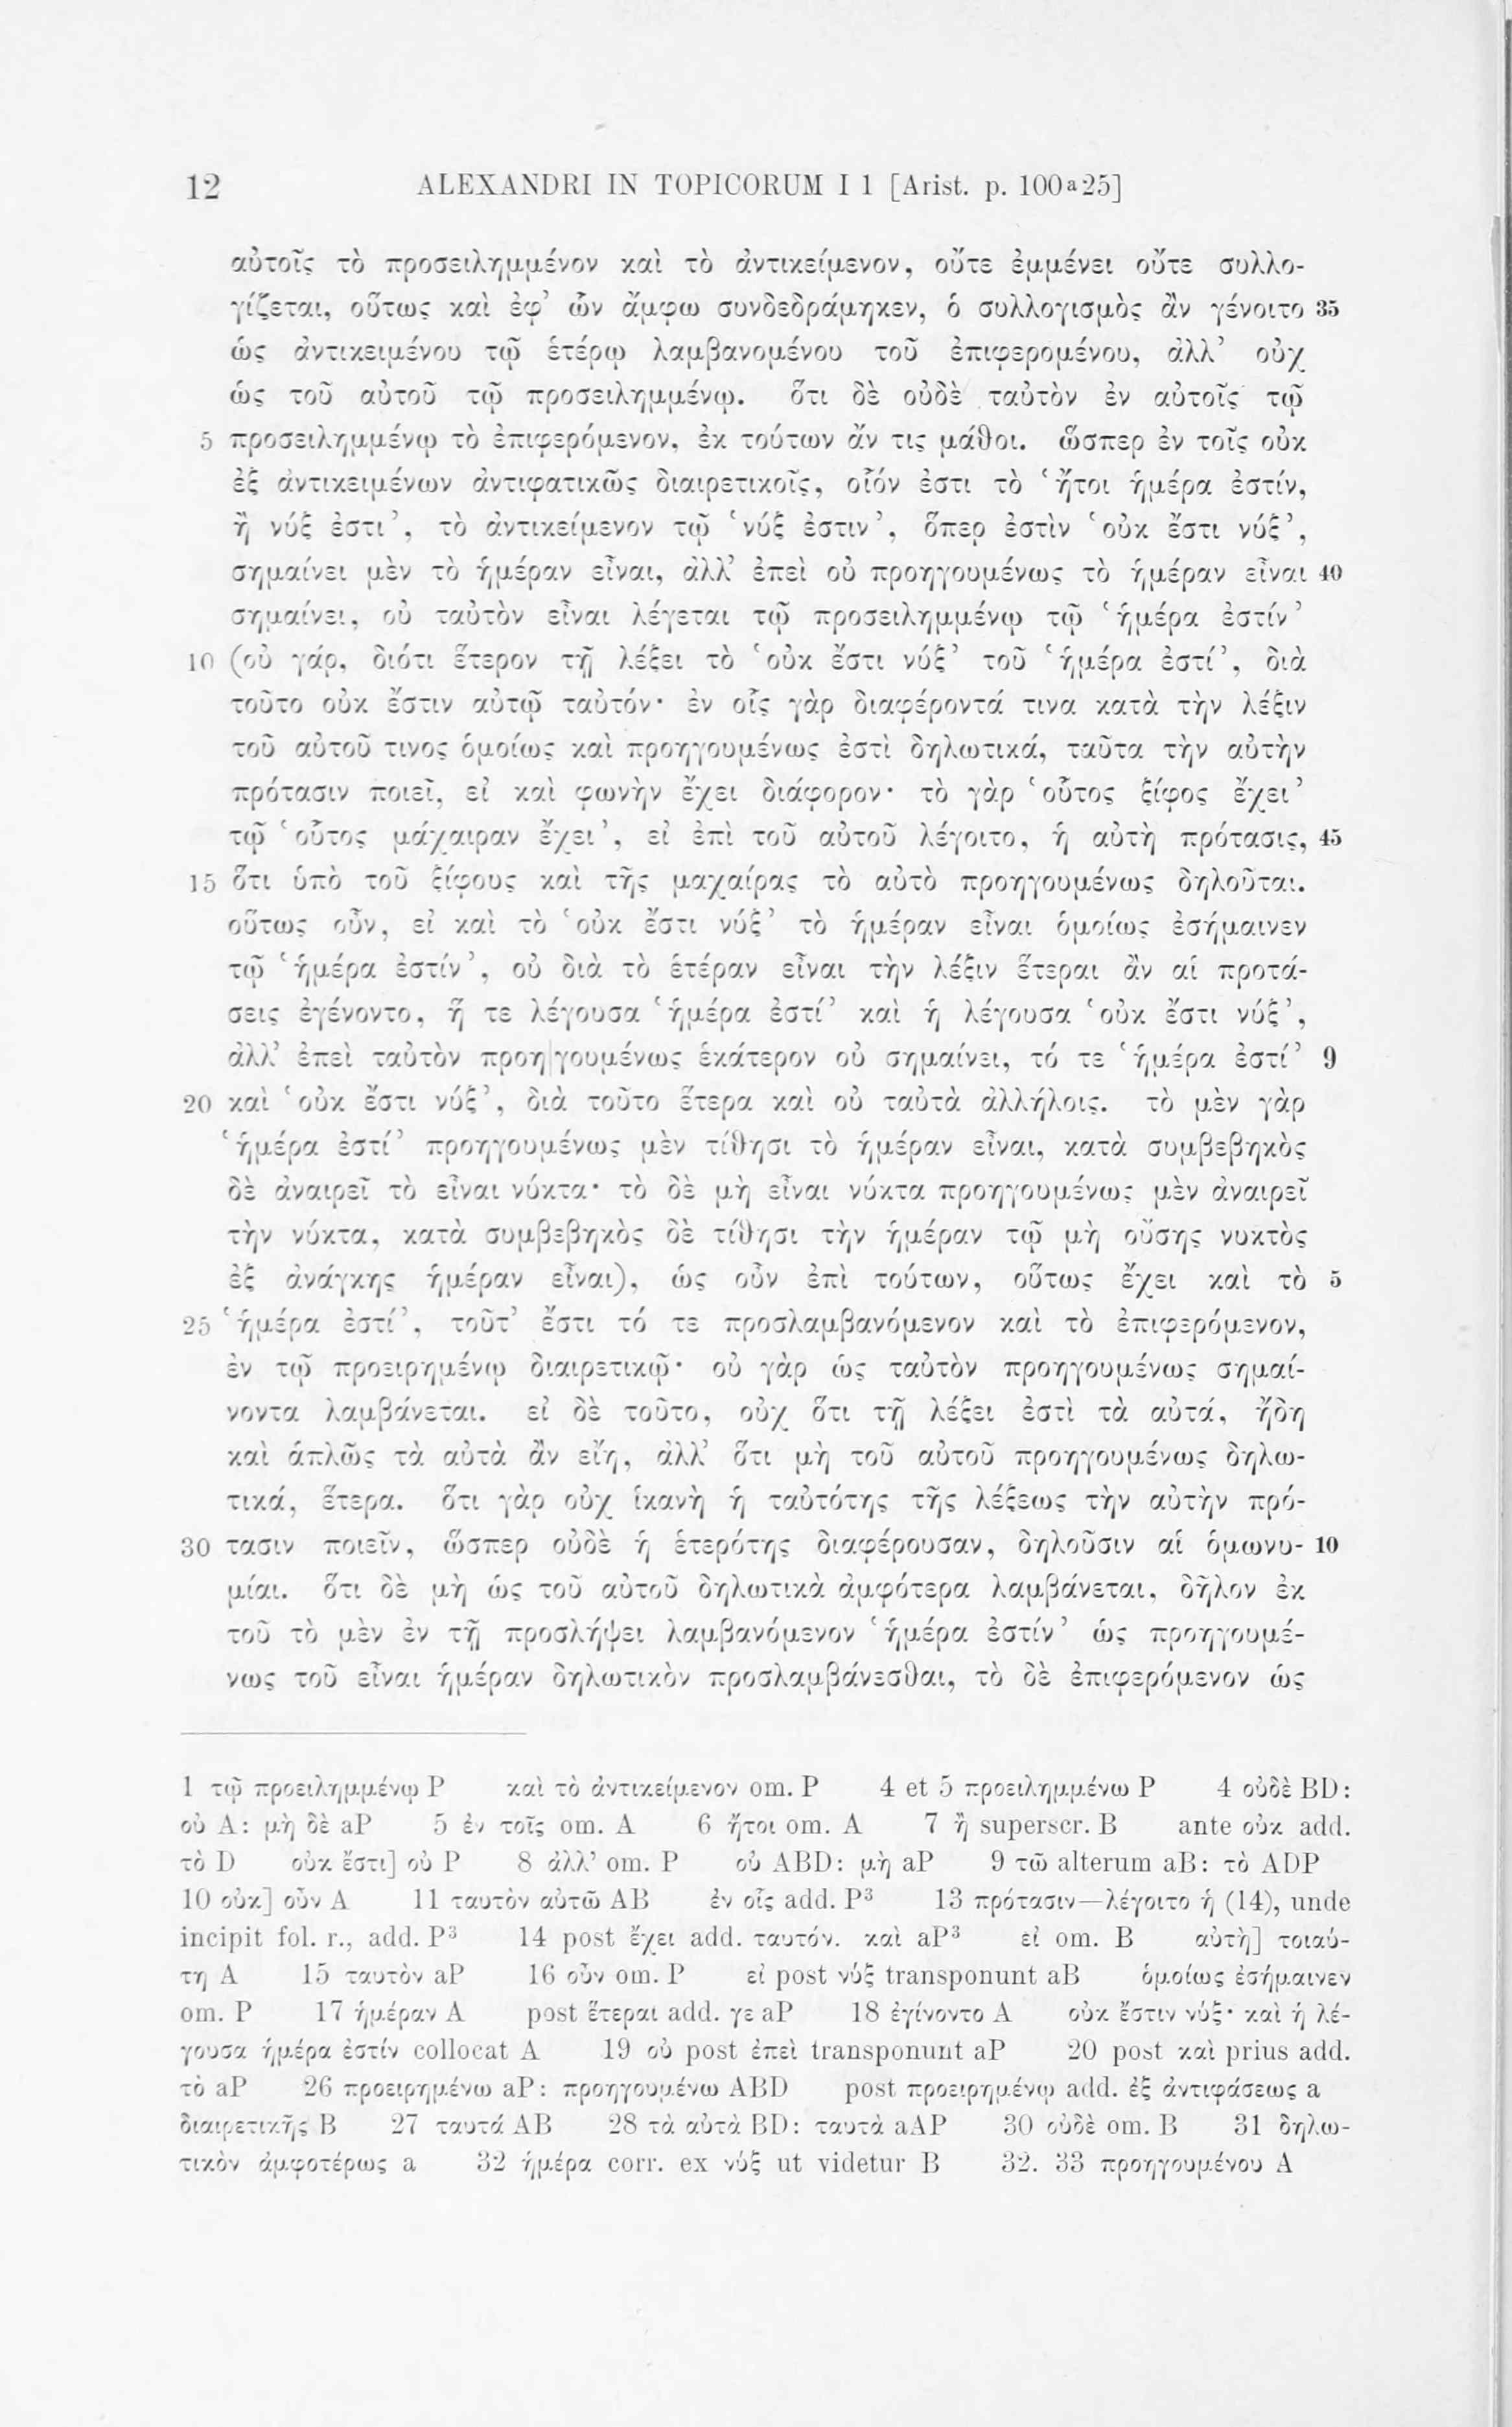 12 ALEXANDRI IN TOPICORUM I 1 [Arist. p. 100a25]
αὐτοῖς τὸ προσειλημμένον καὶ τὸ ἀντικείμενον, οὔτε ἐμμένει οὔτε συλλο-
γίζεται, οὕτως καὶ ἐφ’ ὧν ἄμφω συνδεδράμηκεν, ὁ συλλογισμὸς ἂν γένοιτο 35
ὡς ἀντικειμένου τῷ ἑτέρῳ λαμβανομένου τοῦ ἐπιφερομένου, ἀλλ’ οὐχ
ὡς τοῦ αὐτοῦ τῷ προσειλημμένῳ. ὅτι δὲ οὐδὲ ταὐτὸν ἐν αὐτοῖς τῷ
5 προσειλημμένῳ τὸ ἐπιφερόμενον, ἐκ τούτων ἄν τις μάθοι. ὥσπερ ἐν τοῖς οὐκ
ἐξ ἀντικειμένων ἀντιφατικῶς διαιρετικοῖς, οἷόν ἐστι τὸ ‘ἤτοι ἡμέρα ἐστίν,
ἢ νύξ ἐστι’, τὸ ἀντικείμενον τῷ ‘νύξ ἐστιν’, ὅπερ ἐστὶν ‘οὐκ ἔστι νύξ’,
σημαίνει μὲν τὸ ἡμέραν εἶναι, ἀλλ’ ἐπεὶ οὐ προηγουμένως τὸ ἡμέραν εἶναι 40
σημαίνει, οὐ ταὐτὸν εἶναι λέγεται τῷ προσειλημμένῳ τῷ ‘ἡμέρα ἐστίν’
10 (οὐ γάρ, διότι ἕτερον τῇ λέξει τὸ ‘οὐκ ἔστι νύξ’ τοῦ ‘ἡμέρα ἐστί’, διὰ
τοῦτο οὐκ ἔστιν αὐτῷ ταὐτόν· ἐν οἷς γὰρ διαφέροντά τινα κατὰ τὴν λέξιν
τοῦ αὐτοῦ τινος ὁμοίως καὶ προηγουμένως ἐστὶ δηλωτικά, ταῦτα τὴν αὐτὴν
πρότασιν ποιεῖ, εἰ καὶ φωνὴν ἔχει διάφορον· τὸ γὰρ ‘οὗτος ξίφος ἔχει’
τῷ ‘οὗτος μάχαιραν ἔχει’, εἰ ἐπὶ τοῦ αὐτοῦ λέγοιτο, ἡ αὐτὴ πρότασις, 45
15 ὅτι ὑπὸ τοῦ ξίφους καὶ τῆς μαχαίρας τὸ αὐτὸ προηγουμένως δηλοῦται.
οὕτως οὖν, εἰ καὶ τὸ ‘οὐκ ἔστι νύξ’ τὸ ἡμέραν εἶναι ὁμοίως ἐσήμαινεν
τῷ ‘ἡμέρα ἐστίν’, οὐ διὰ τὸ ἑτέραν εἶναι τὴν λέξιν ἕτεραι ἂν αἱ προτά-
σεις ἐγένοντο, ἥ τε λέγουσα ‘ἡμέρα ἐστί’ καὶ ἡ λέγουσα ‘οὐκ ἔστι νύξ’,
ἀλλ’ ἐπεὶ ταὐτὸν προη|γουμένως ἑκάτερον οὐ σημαίνει, τό τε ‘ἡμέρα ἐστί’ 9
20 καὶ ‘οὐκ ἔστι νύξ’, διὰ τοῦτο ἕτερα καὶ οὐ ταὐτὰ ἀλλήλοις. τὸ μὲν γὰρ
‘ἡμέρα ἐστί’ προηγουμένως μὲν τίθησι τὸ ἡμέραν εἶναι, κατὰ συμβεβηκὸς
δὲ ἀναιρεῖ τὸ εἶναι νύκτα· τὸ δὲ μὴ εἶναι νύκτα προηγουμένως μὲν ἀναιρεῖ
τὴν νύκτα, κατὰ συμβεβηκὸς δὲ τίθησι τὴν ἡμέραν τῷ μὴ οὔσης νυκτὸς
ἐξ ἀνάγκης ἡμέραν εἶναι), ὡς οὖν ἐπὶ τούτων, οὕτως ἔχει καὶ τὸ 5
25 ‘ἡμέρα ἐστί’, τοῦτ’ ἔστι τό τε προσλαμβανόμενον καὶ τὸ ἐπιφερόμενον,
ἐν τῷ προειρημένῳ διαιρετικῷ· οὐ γὰρ ὡς ταὐτὸν προηγουμένως σημαί-
νοντα λαμβάνεται. εἰ δὲ τοῦτο, οὐχ ὅτι τῇ λέξει ἐστὶ τὰ αὐτά, ἤδη
καὶ ἁπλῶς τὰ αὐτὰ ἂν εἴη, ἀλλ’ ὅτι μὴ τοῦ αὐτοῦ προηγουμένως δηλω-
τικά, ἕτερα. ὅτι γὰρ οὐχ ἱκανὴ ἡ ταὐτότης τῆς λέξεως τὴν αὐτὴν πρό-
30 τασιν ποιεῖν, ὥσπερ οὐδὲ ἡ ἑτερότης διαφέρουσαν, δηλοῦσιν αἱ ὁμωνυ- 10
μίαι. ὅτι δὲ μὴ ὡς τοῦ αὐτοῦ δηλωτικὰ ἀμφότερα λαμβάνεται, δῆλον ἐκ
τοῦ τὸ μὲν ἐν τῇ προσλήψει λαμβανόμενον ‘ἡμέρα ἐστίν’ ὡς προηγουμέ-
νως τοῦ εἶναι ἡμέραν δηλωτικὸν προσλαμβάνεσθαι, τὸ δὲ ἐπιφερόμενον ὡς
1 τῷ προειλημμένῳ P καὶ τὸ ἀντικείμενον om. P 4 et 5 προειλημμένω P 4 οὐδὲ BD:
οὐ A: μὴ δὲ aP 5 ἐν τοῖς om. A 6 ἤτοι om. A 7 ἢ superscr. B ante οὐκ add.
τὸ D οὐκ ἔστι] οὐ P 8 ἀλλ’ om. P οὐ ABD: μὴ aP 9 τῶ alterum aB: τὸ ADP
10 οὐκ] οὖν A 11 ταυτὸν αὐτῶ AB ἐν οἷς add. P³ 13 πρότασιν—λέγοιτο ἡ (14), unde
incipit fol. r., add. P³ 14 post ἔχει add. ταυτόν. καὶ aP³ εἰ om. B αὐτὴ] τοιαύ-
τη A 15 ταυτὸν aP 16 οὖν om. P εἰ post νύξ transponunt aB ὁμοίως ἐσήμαινεν
om. P 17 ἡμέραν A post ἕτεραι add. γε aP 18 ἐγίνοντο A οὐκ ἔστιν νύξ· καὶ ἡ λέ-
γουσα ἡμέρα ἐστίν collocat A 19 οὐ post ἐπεὶ transponunt aP 20 post καὶ prius add.
τὸ aP 26 προειρημένω aP: προηγουμένω ABD post προειρημένῳ add. ἐξ ἀντιφάσεως a
διαιρετικῆς B 27 ταυτά AB 28 τὰ αὐτὰ BD: ταυτὰ aAP 30 οὐδὲ om. B 31 δηλω-
τικὸν ἀμφοτέρως a 32 ἡμέρα corr. ex νύξ ut videtur B 32. 33 προηγουμένου A